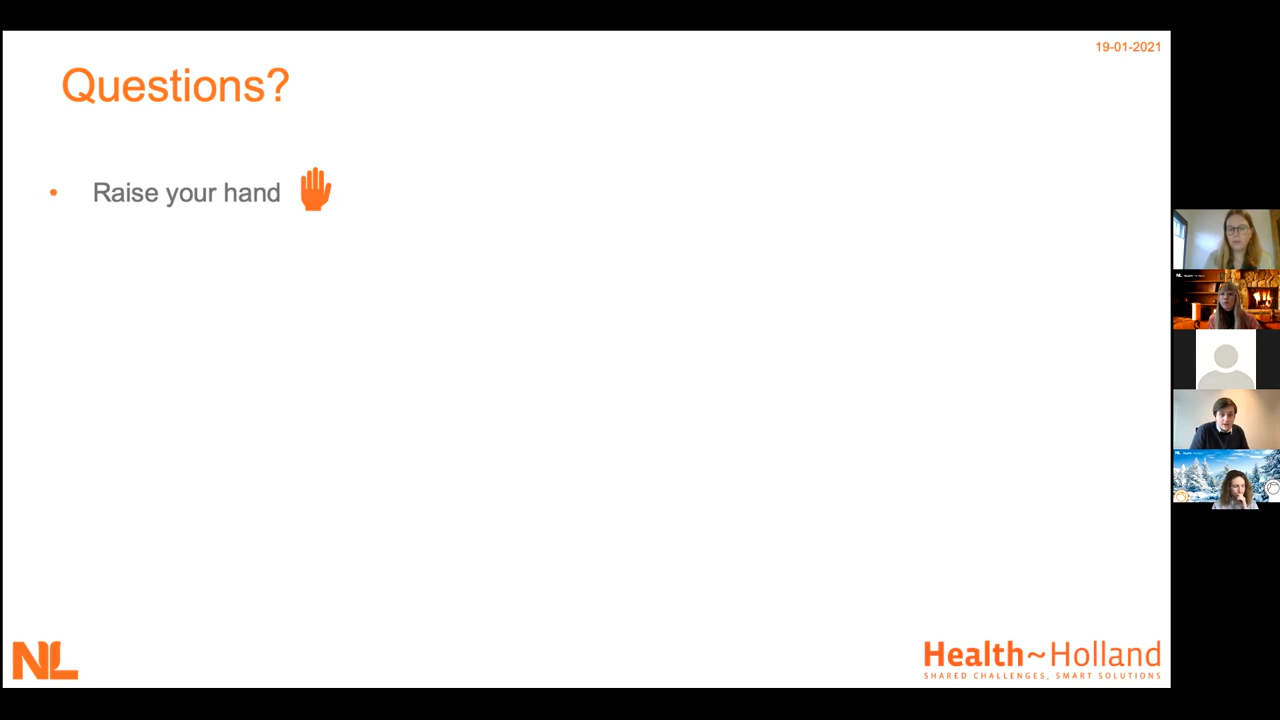 19-01-2021
Questions?
• Raise your hand
NL
Health~Holland
SHARED CHALLENGES, SMART SOLUTIONS